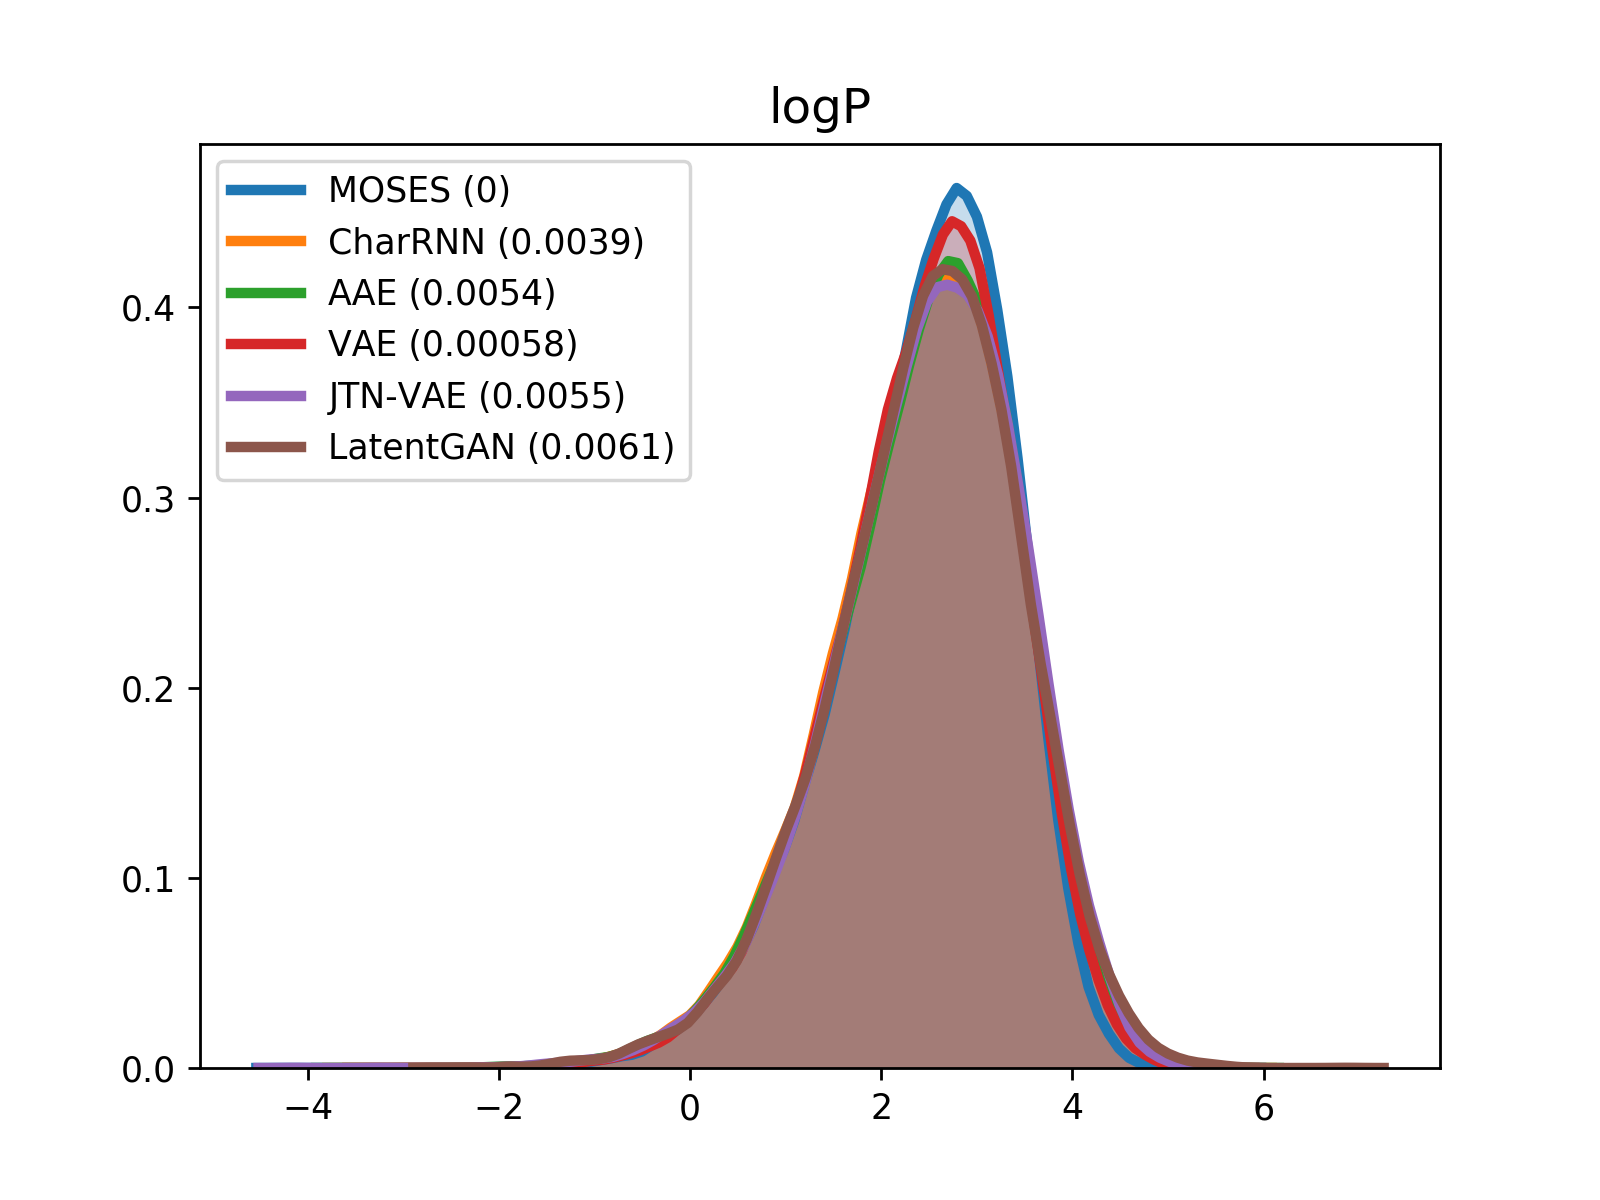 logP
MOSES (0)
CharRNN (0.0039)
AAE (0.0054)
VAE (0.00058)
JTN-VAE (0.0055)
LatentGAN (0.0061)
0.4
0.3
0.2
0.1
0.0
−4 −2 0 2 4 6